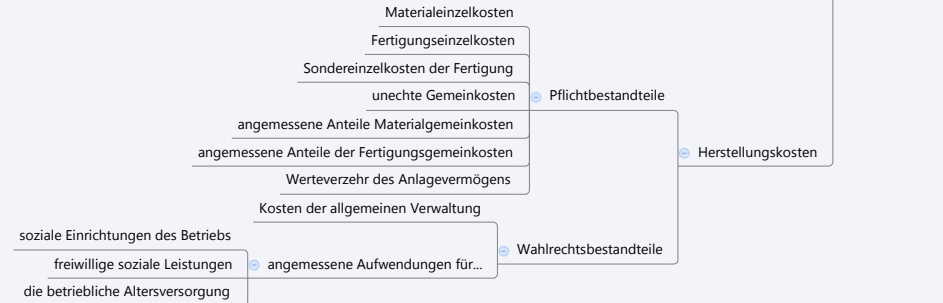 Materialeinzelkosten
Fertigungseinzelkosten
Sondereinzelkosten der Fertigung
unechte Gemeinkosten
Pflichtbestandteile
angemessene Anteile Materialgemeinkosten
angemessene Anteile der Fertigungsgemeinkosten
Herstellungskosten
Werteverzehr des Anlagevermögens
Kosten der allgemeinen Verwaltung
soziale Einrichtungen des Betriebs
Wahlrechtsbestandteile
freiwillige soziale Leistungen
angemessene Aufwendungen für...
die betriebliche Altersversorgung